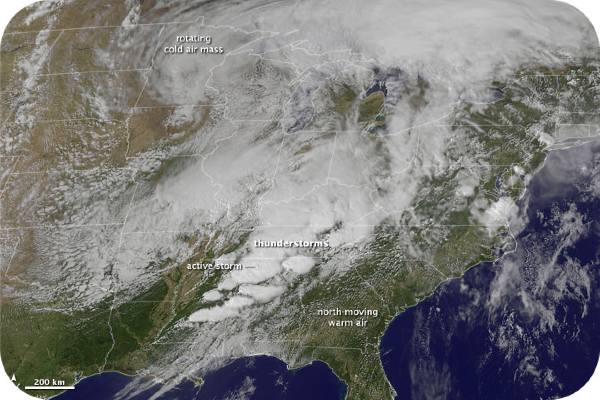 rotating
cold air mass
thunderstorms
active storm
north-moving
warm air
200 km